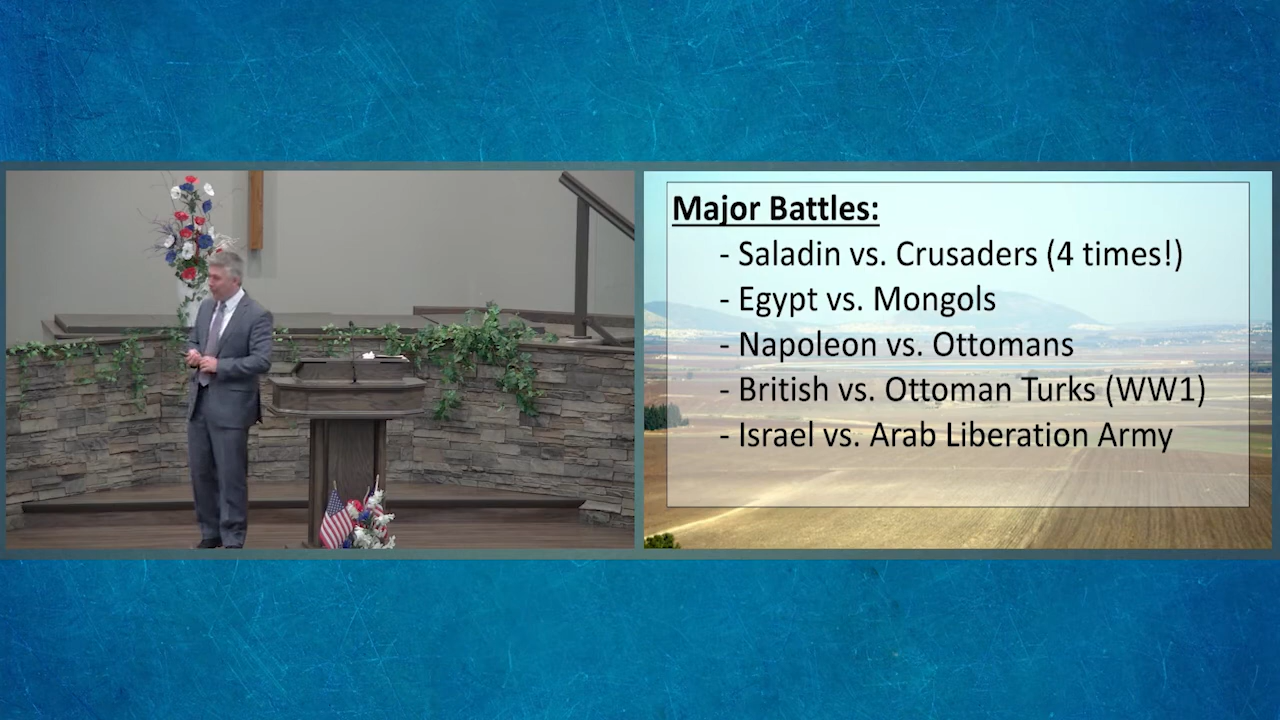 Major Battles:
- Saladin vs. Crusaders (4 times!)
- Egypt vs. Mongols
- Napoleon vs. Ottomans
- British vs. Ottoman Turks (WW1)
- Israel vs. Arab Liberation Army